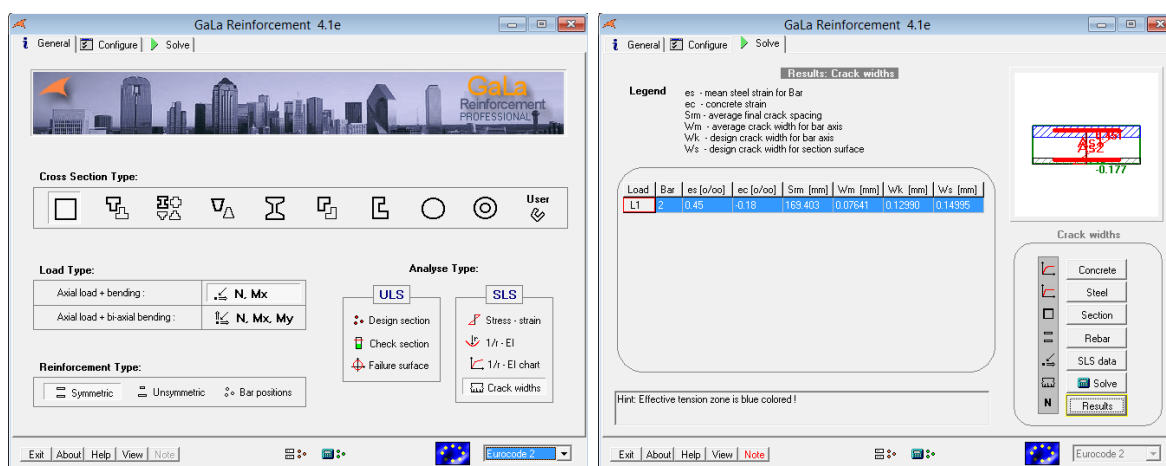 GaLa Reinforcement 4.1e
General Configure Solve
GaLa
Reinforcement
PROFESSIONAL
Cross Section Type:
User
Load Type:
Axial load + bending :
N, Mx
Axial load + bi-axial bending :
N, Mx, My
Reinforcement Type:
Symmetric Unsymmetric Bar positions
Analyse Type:
ULS
Design section
Check section
Failure surface
SLS
Stress - strain
1/r - EI
1/r - EI chart
Crack widths
Exit About Help View Note
Eurocode 2
GaLa Reinforcement 4.1e
General Configure Solve
Results: Crack widths
Legend
es - mean steel strain for Bar
ec - concrete strain
Srm - average final crack spacing
Wm - average crack width for bar axis
Wk - design crack width for bar axis
Ws - design crack width for section surface
Load Bar es [o/oo] ec [o/oo] Srm [mm] Wm [mm] Wk [mm] Ws [mm]
L1 2 0.45 -0.18 169.403 0.07641 0.12990 0.14995
Hint: Effective tension zone is blue colored !
As2
-0.177
Crack widths
Concrete
Steel
Section
Rebar
SLS data
Solve
N Results
Exit About Help View Note
Eurocode 2